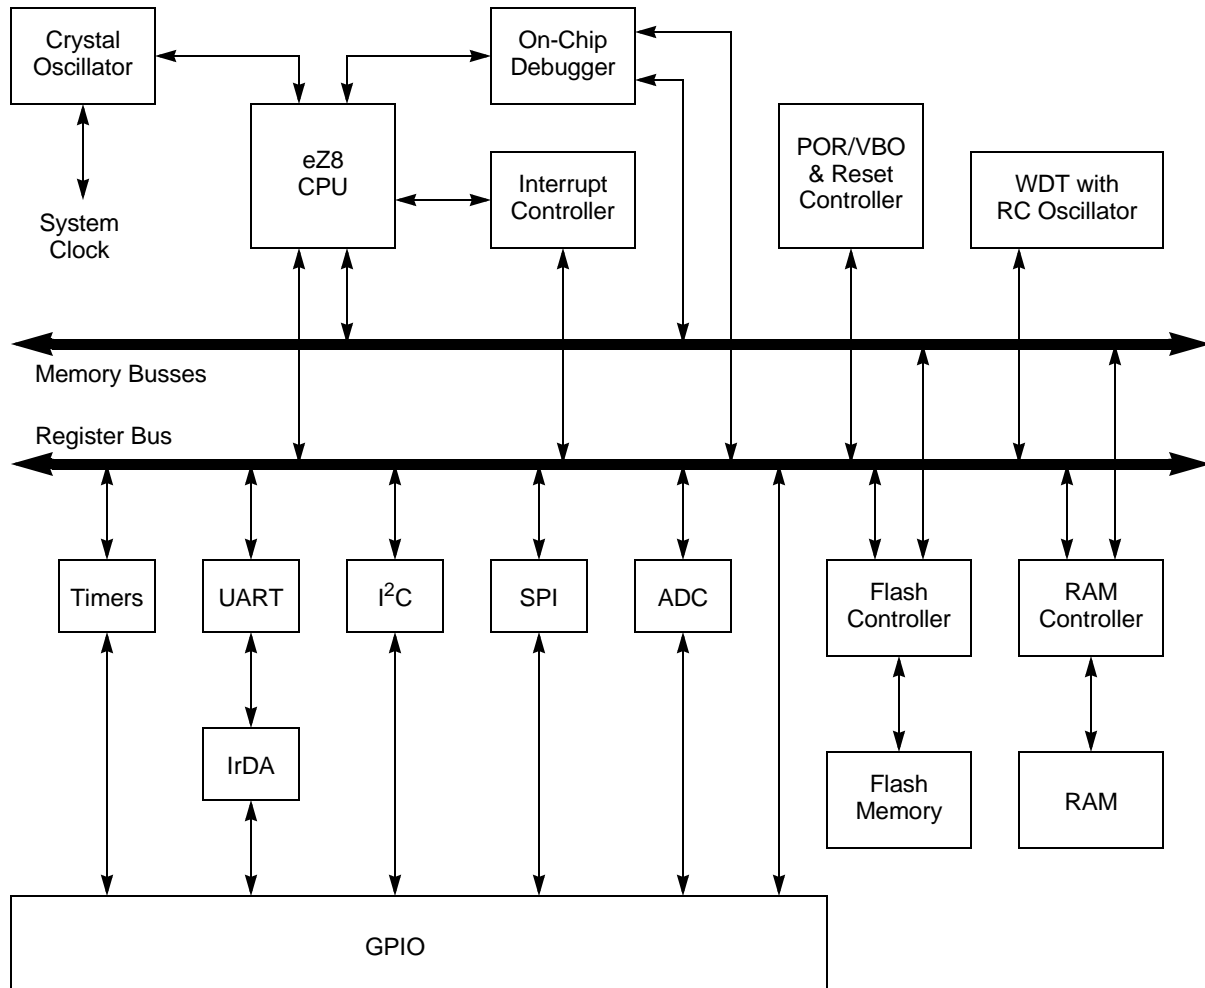 Crystal
Oscillator
On-Chip
Debugger
eZ8
CPU
Interrupt
Controller
POR/VBO
& Reset
Controller
WDT with
RC Oscillator
System
Clock
Memory Busses
Register Bus
Timers
UART
I²C
SPI
ADC
Flash
Controller
RAM
Controller
IrDA
Flash
Memory
RAM
GPIO